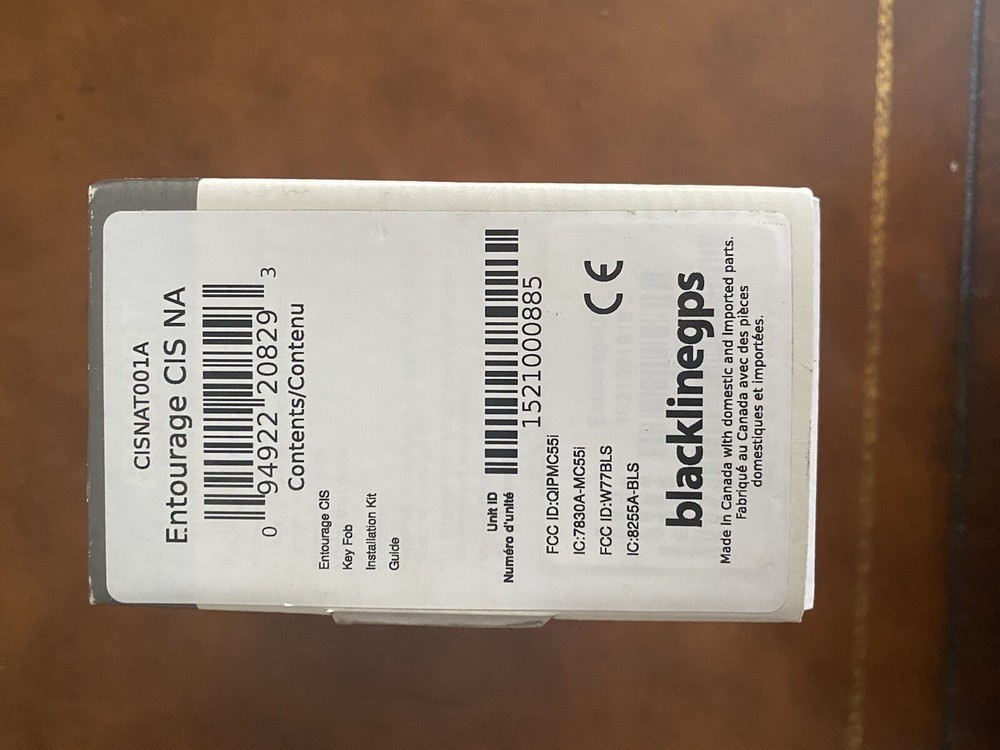 CISNAT001A
Entourage CIS NA
0 94922 20829 3
Contents/Contenu
Entourage CIS
Key Fob
Installation Kit
Guide
Unit ID
Numéro d'unité
1521000885
FCC ID:QIPMC55i
IC:7830A-MC55i
FCC ID:W77BLS
IC:8255A-BLS
CE
blacklinegps
Made In Canada with domestic and Imported parts.
Fabriqué au Canada avec des pièces
domestiques et importées.